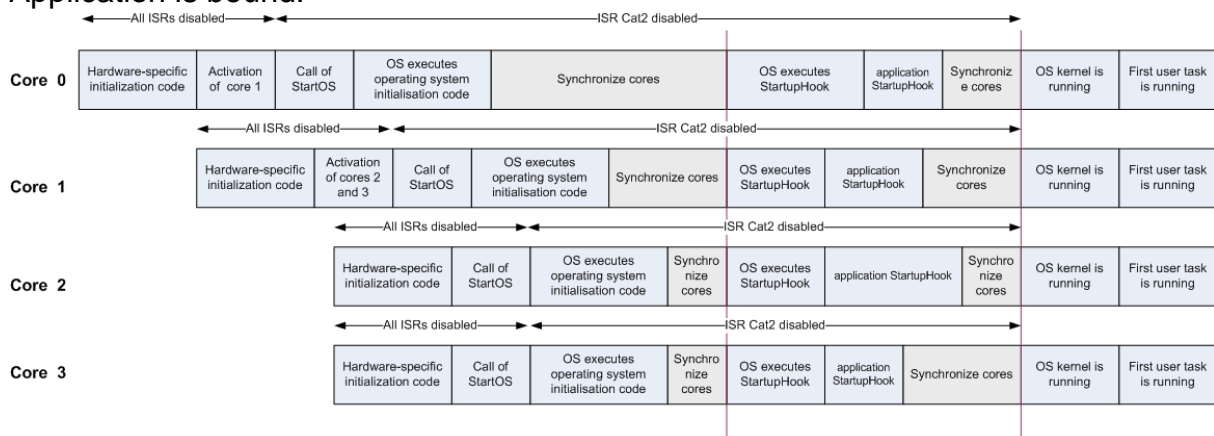 Application is bound.
All ISRs disabled
ISR Cat2 disabled
Core 0
Hardware-specific
initialization code
Activation
of core 1
Call of
StartOS
OS executes
operating system
initialisation code
Synchronize cores
OS executes
StartupHook
application
StartupHook
Synchroniz
e cores
OS kernel is
running
First user task
is running
All ISRs disabled
ISR Cat2 disabled
Core 1
Hardware-specific
initialization code
Activation
of cores 2
and 3
Call of
StartOS
OS executes
operating system
initialisation code
Synchronize cores
OS executes
StartupHook
application
StartupHook
Synchronize
cores
OS kernel is
running
First user task
is running
All ISRs disabled
ISR Cat2 disabled
Core 2
Hardware-specific
initialization code
Call of
StartOS
OS executes
operating system
initialisation code
Synchro
nize
cores
OS executes
StartupHook
application StartupHook
Synchro
nize
cores
OS kernel is
running
First user task
is running
All ISRs disabled
ISR Cat2 disabled
Core 3
Hardware-specific
initialization code
Call of
StartOS
OS executes
operating system
initialisation code
Synchro
nize
cores
OS executes
StartupHook
application
StartupHook
Synchronize cores
OS kernel is
running
First user task
is running